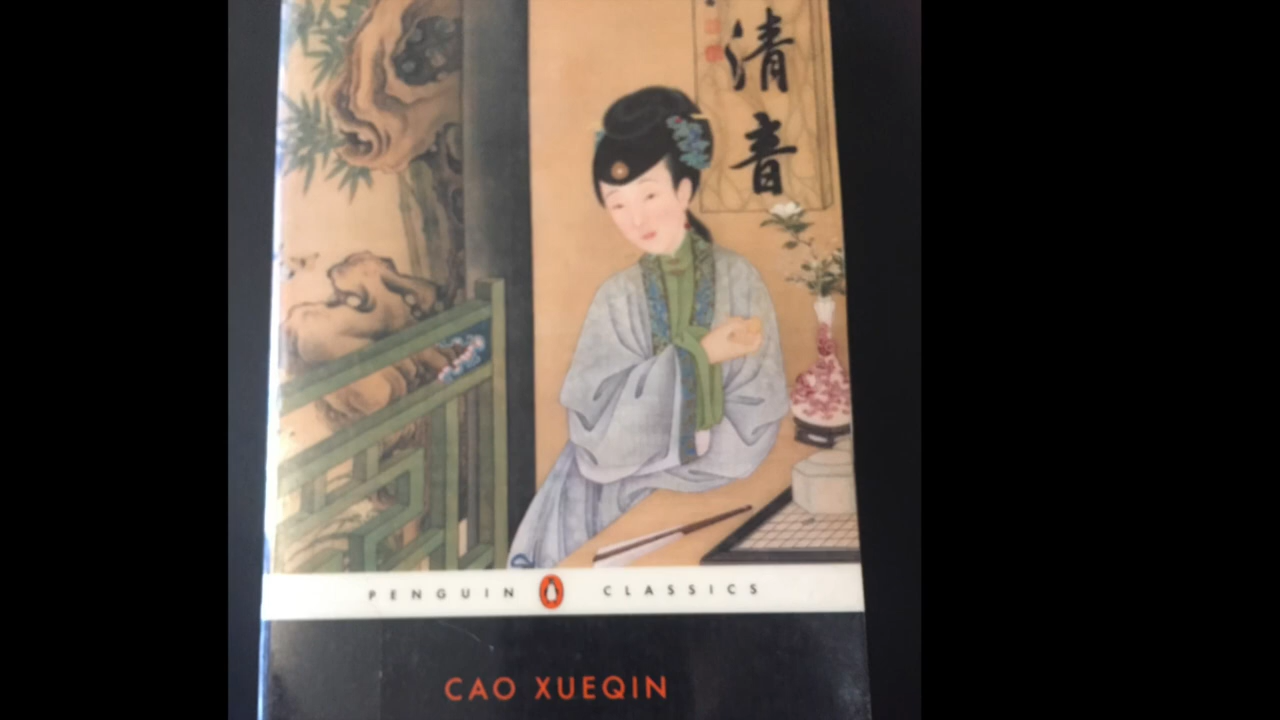 清
音
PENGUIN CLASSICS
CAO XUEQIN